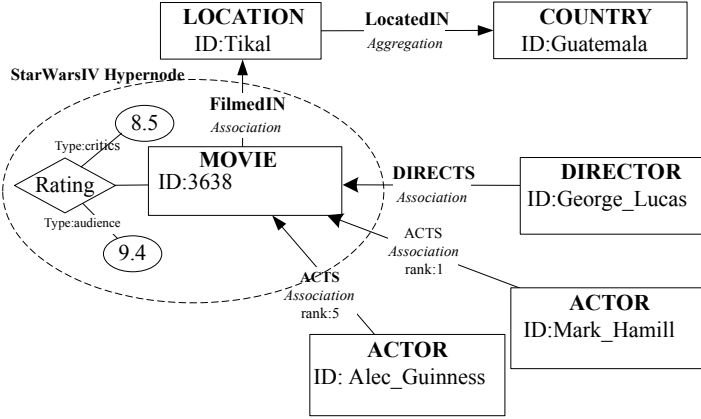 LOCATION
ID:Tikal
LocatedIN
Aggregation
COUNTRY
ID:Guatemala
StarWarsIV Hypernode
FilmedIN
Association
8.5
Type:critics
Rating
Type:audience
9.4
MOVIE
ID:3638
DIRECTS
Association
DIRECTOR
ID:George_Lucas
ACTS
Association
rank:1
ACTS
Association
rank:5
ACTOR
ID:Mark_Hamill
ACTOR
ID: Alec_Guinness